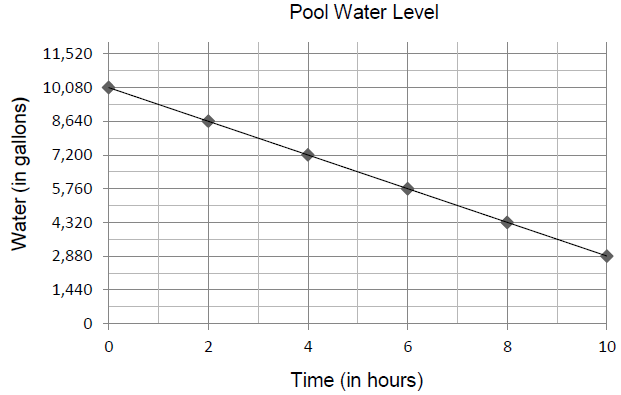 Pool Water Level
Water (in gallons)
11,520
10,080
8,640
7,200
5,760
4,320
2,880
1,440
0
0 2 4 6 8 10
Time (in hours)